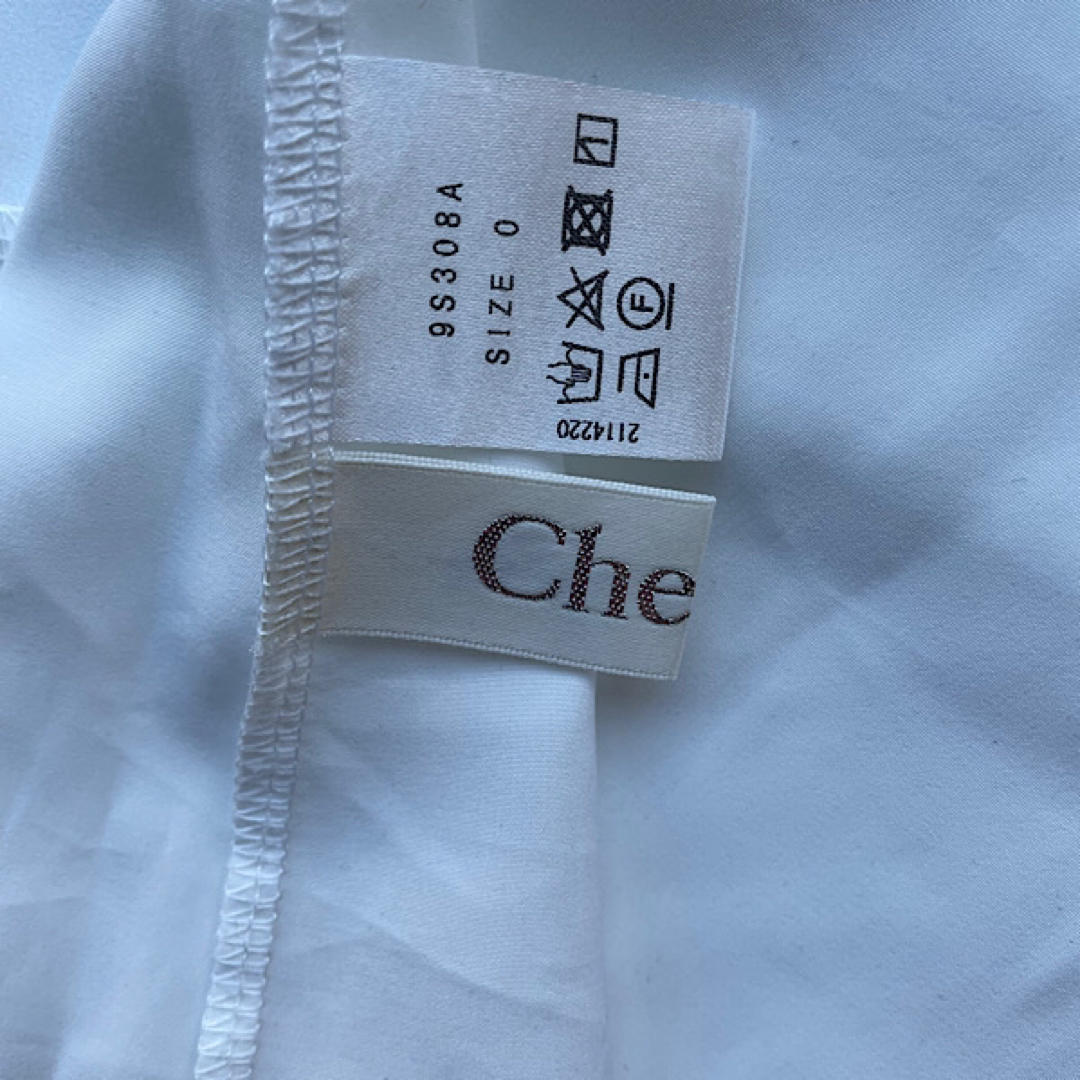 9S308A
SIZE 0
F
2114220
Che